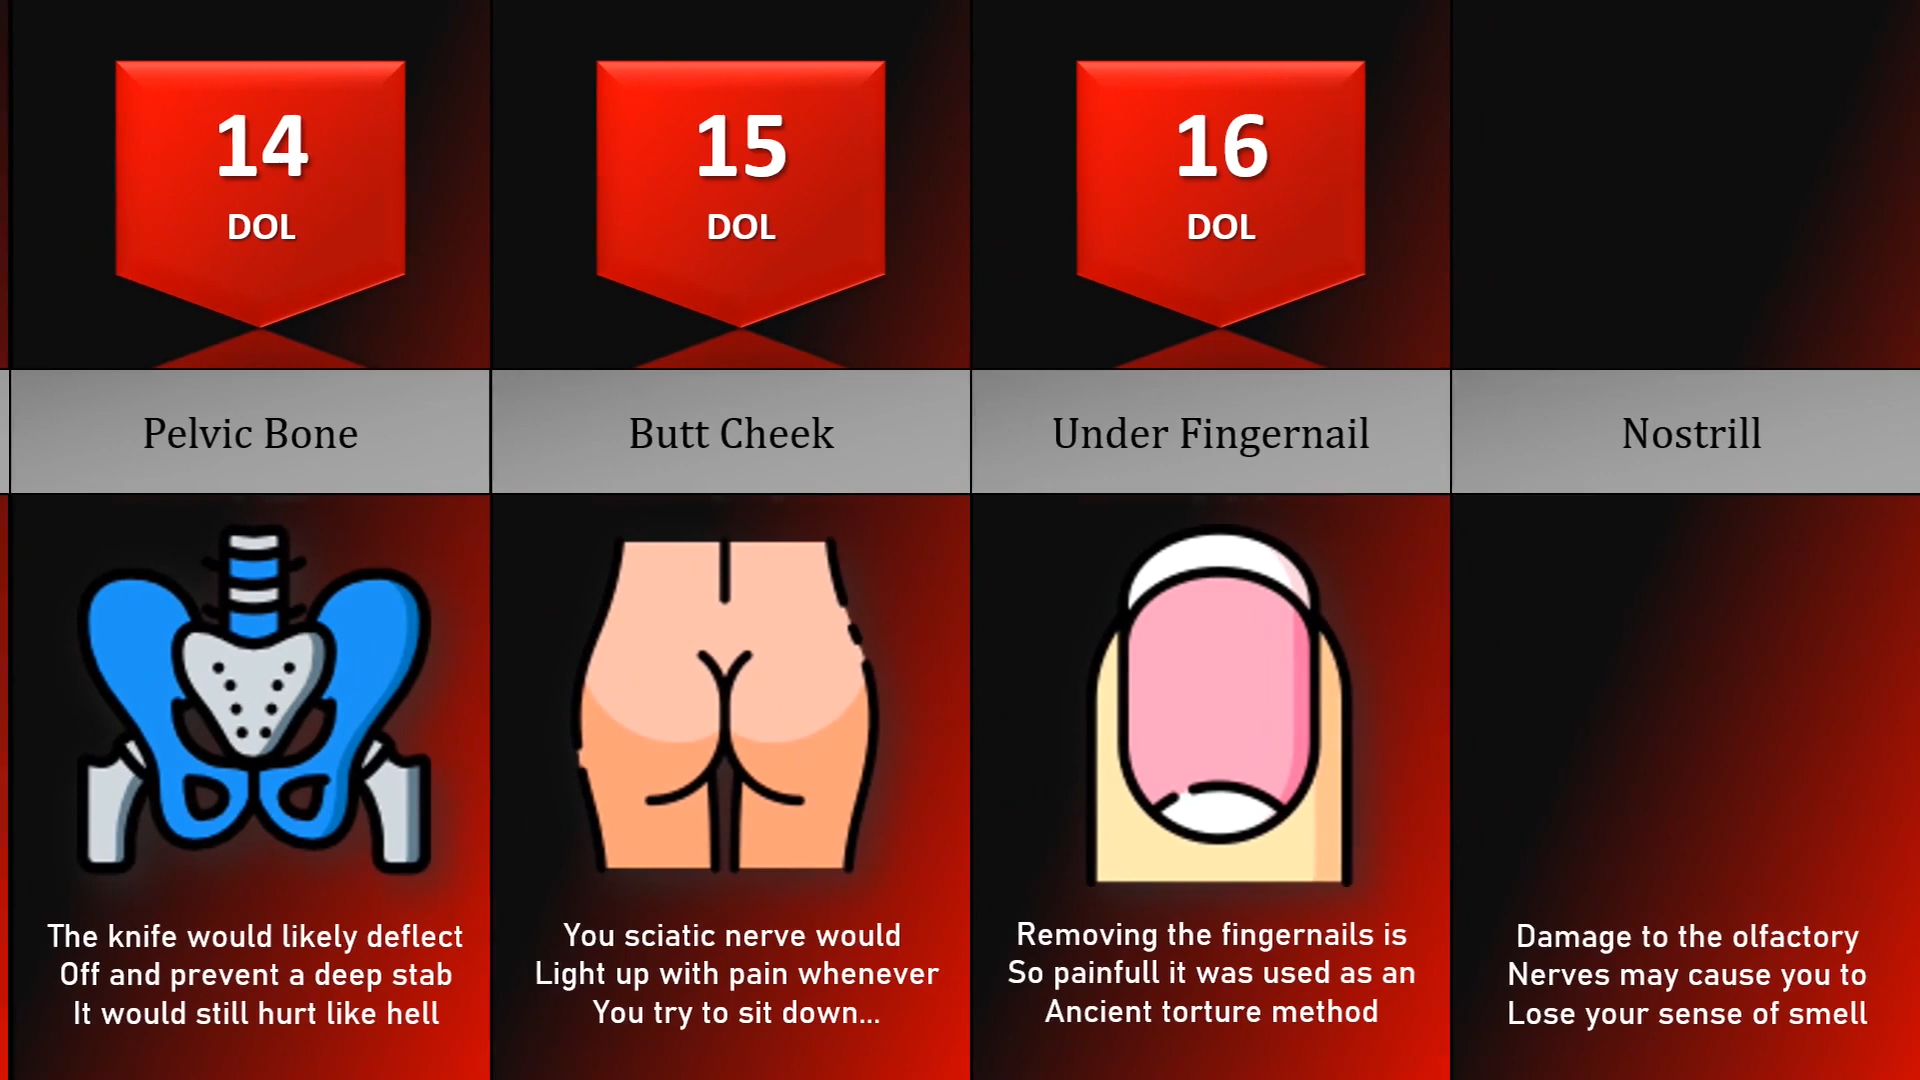 14
DOL
Pelvic Bone
The knife would likely deflect
Off and prevent a deep stab
It would still hurt like hell
15
DOL
Butt Cheek
You sciatic nerve would
Light up with pain whenever
You try to sit down...
16
DOL
Under Fingernail
Removing the fingernails is
So painfull it was used as an
Ancient torture method
Nostrill
Damage to the olfactory
Nerves may cause you to
Lose your sense of smell